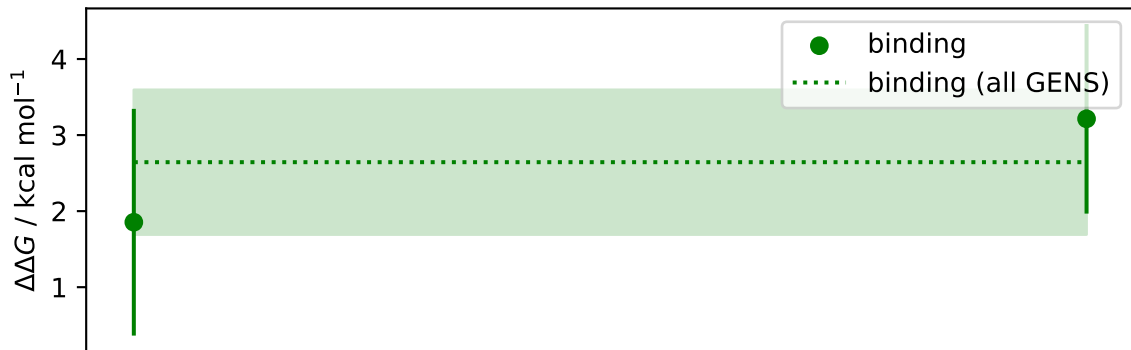 4
3
2
1
ΔΔG / kcal mol⁻¹
binding
binding (all GENS)